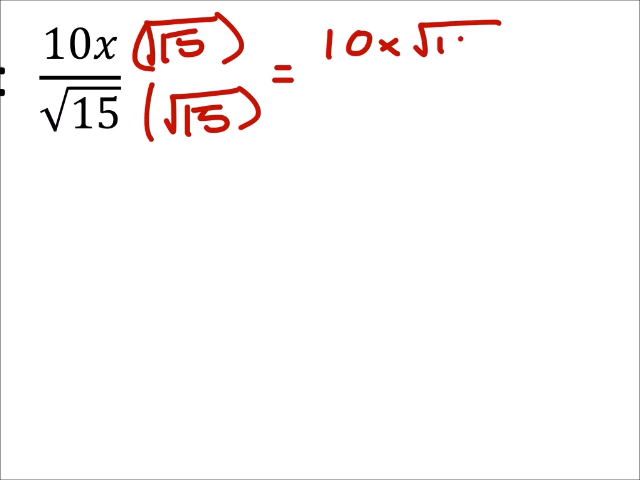 : 10x/√15 (√15)/(√15) = 10x√1